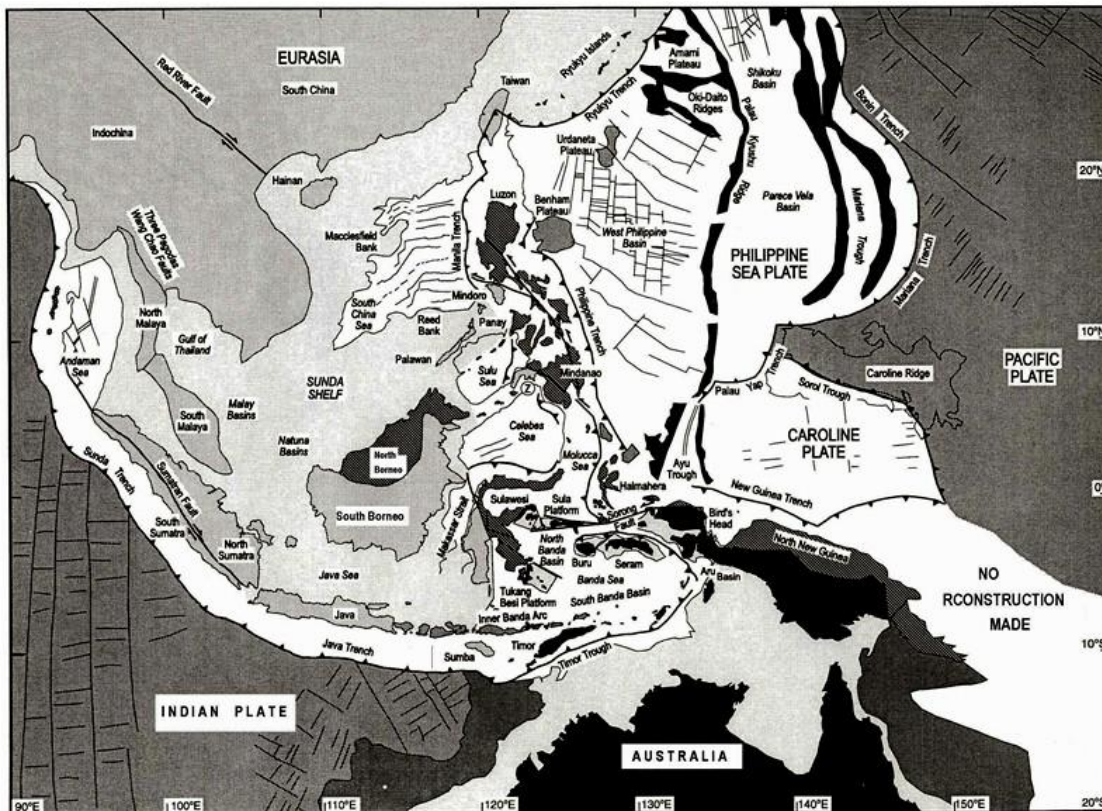 EURASIA
South China
Red River Fault
Indochina
Hainan
Taiwan
Ryukyu Islands
Ryukyu Trench
Amami
Plateau
Oki-Daito
Ridges
Shikoku
Basin
Palau Kyushu Ridge
Bonin Trench
Urdaneta
Plateau
Benham
Plateau
West Philippine
Basin
Parece Vela
Basin
Mariana Trough
Mariana Trench
PHILIPPINE
SEA PLATE
Luzon
Macclesfield
Bank
Manila Trench
South
China
Sea
Reed
Bank
Mindoro
Panay
Palawan
Philippine Trench
Three Pagodas
Wang Chao Faults
North
Malaya
Gulf of
Thailand
Andaman
Sea
South
Malaya
Malay
Basins
SUNDA
SHELF
Natuna
Basins
Sulu
Sea
Z
Mindanao
Celebes
Sea
Molucca
Sea
North
Borneo
South Borneo
Palau
Yap Trench
Sorol Trough
Caroline Ridge
PACIFIC
PLATE
CAROLINE
PLATE
Ayu
Trough
Halmahera
New Guinea Trench
Sunda Trench
Sumatran Fault
South
Sumatra
North
Sumatra
Makassar Strait
Sulawesi
Sula
Platform
Sorong
Fault
Bird's
Head
North New Guinea
North
Banda
Basin
Buru
Seram
Aru
Basin
Java Sea
Banda Sea
Tukang
Besi Platform
South Banda Basin
Inner Banda Arc
Java
Java Trench
Sumba
Timor
Timor Trough
NO
RCONSTRUCTION
MADE
INDIAN PLATE
AUSTRALIA
20°N
10°N
0°
10°S
20°S
90°E
100°E
110°E
120°E
130°E
140°E
150°E